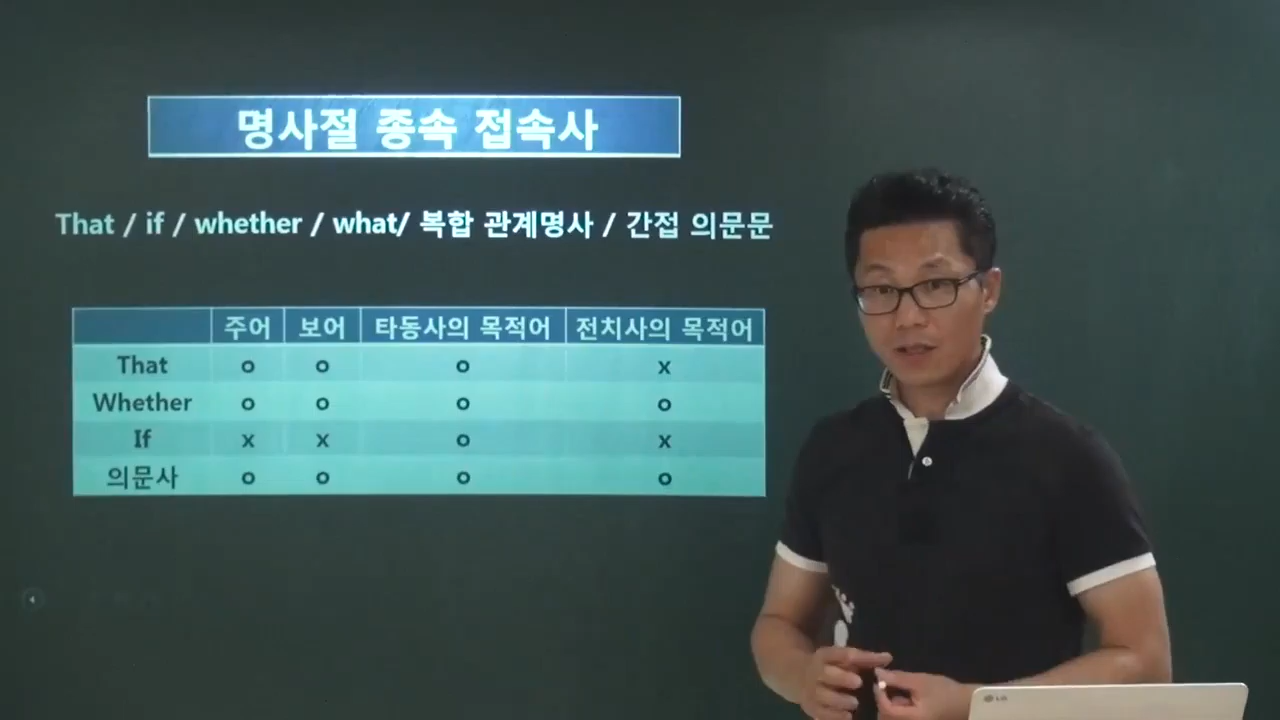 명사절 종속 접속사
That / if / whether / what/ 복합 관계명사 / 간접 의문문
주어 보어 타동사의 목적어 전치사의 목적어
That o o o x
Whether o o o o
If x x o x
의문사 o o o o
LG